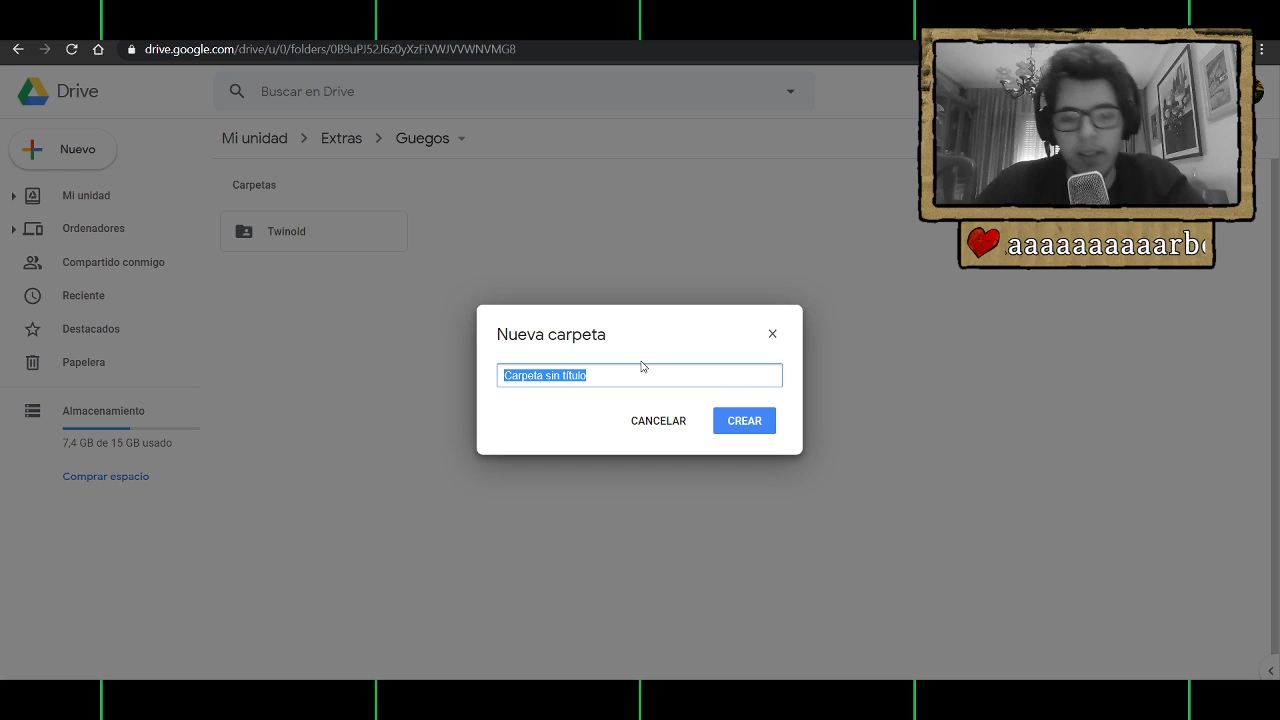 drive.google.com/drive/u/0/folders/0B9uPJ52J6z0yXzFiVWJVVWNVMG8
Drive
Buscar en Drive
Nuevo
Mi unidad > Extras > Guegos
Carpetas
Twinoid
Mi unidad
Ordenadores
Compartido conmigo
Reciente
Destacados
Papelera
Almacenamiento
7,4 GB de 15 GB usado
Comprar espacio
Nueva carpeta
Carpeta sin título
CANCELAR
CREAR
aaaaaaaaaarb